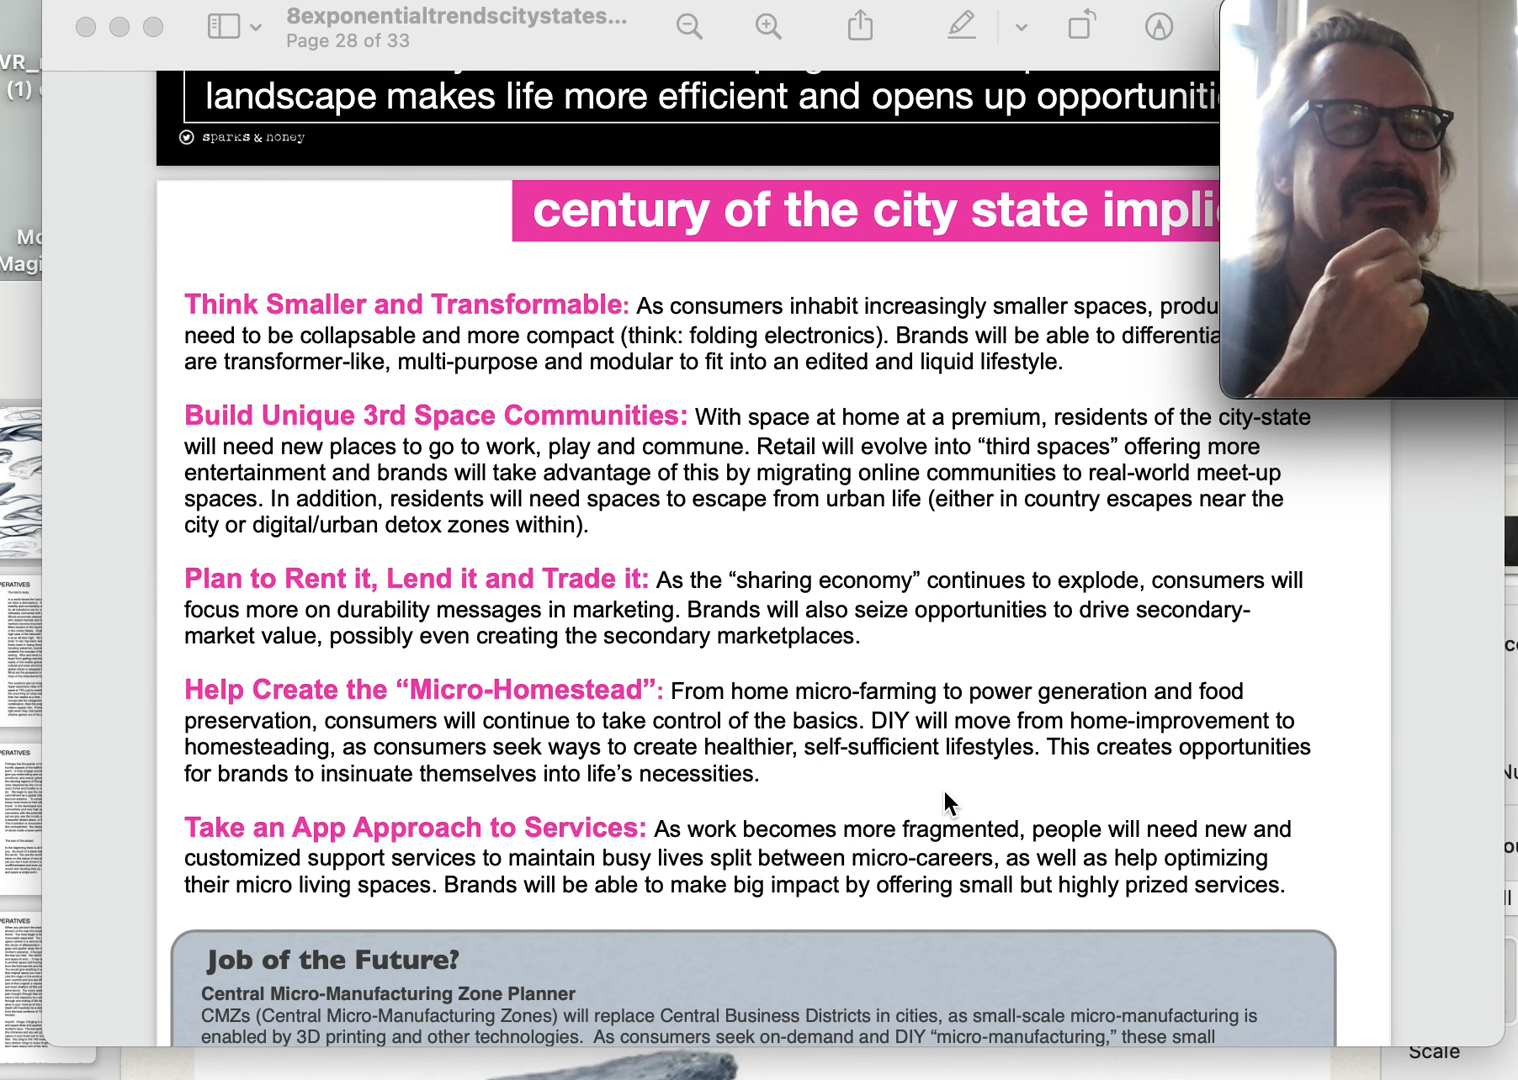 8exponentialtrendscitystates...
Page 28 of 33
VR_
(1)
landscape makes life more efficient and opens up
sparks & honey
century of the city state
Think Smaller and Transformable: As consumers inhabit increasingly smaller spaces,
need to be collapsable and more compact (think: folding electronics). Brands will be able to
are transformer-like, multi-purpose and modular to fit into an edited and liquid lifestyle.
Build Unique 3rd Space Communities: With space at home at a premium, residents of the city-state
will need new places to go to work, play and commune. Retail will evolve into “third spaces” offering more
entertainment and brands will take advantage of this by migrating online communities to real-world meet-up
spaces. In addition, residents will need spaces to escape from urban life (either in country escapes near the
city or digital/urban detox zones within).
Plan to Rent it, Lend it and Trade it: As the “sharing economy” continues to explode, consumers will
focus more on durability messages in marketing. Brands will also seize opportunities to drive secondary-
market value, possibly even creating the secondary marketplaces.
Help Create the “Micro-Homestead”: From home micro-farming to power generation and food
preservation, consumers will continue to take control of the basics. DIY will move from home-improvement to
homesteading, as consumers seek ways to create healthier, self-sufficient lifestyles. This creates opportunities
for brands to insinuate themselves into life’s necessities.
Take an App Approach to Services: As work becomes more fragmented, people will need new and
customized support services to maintain busy lives split between micro-careers, as well as help optimizing
their micro living spaces. Brands will be able to make big impact by offering small but highly prized services.
Job of the Future?
Central Micro-Manufacturing Zone Planner
CMZs (Central Micro-Manufacturing Zones) will replace Central Business Districts in cities, as small-scale micro-manufacturing is
enabled by 3D printing and other technologies. As consumers seek on-demand and DIY “micro-manufacturing,” these small
Scale